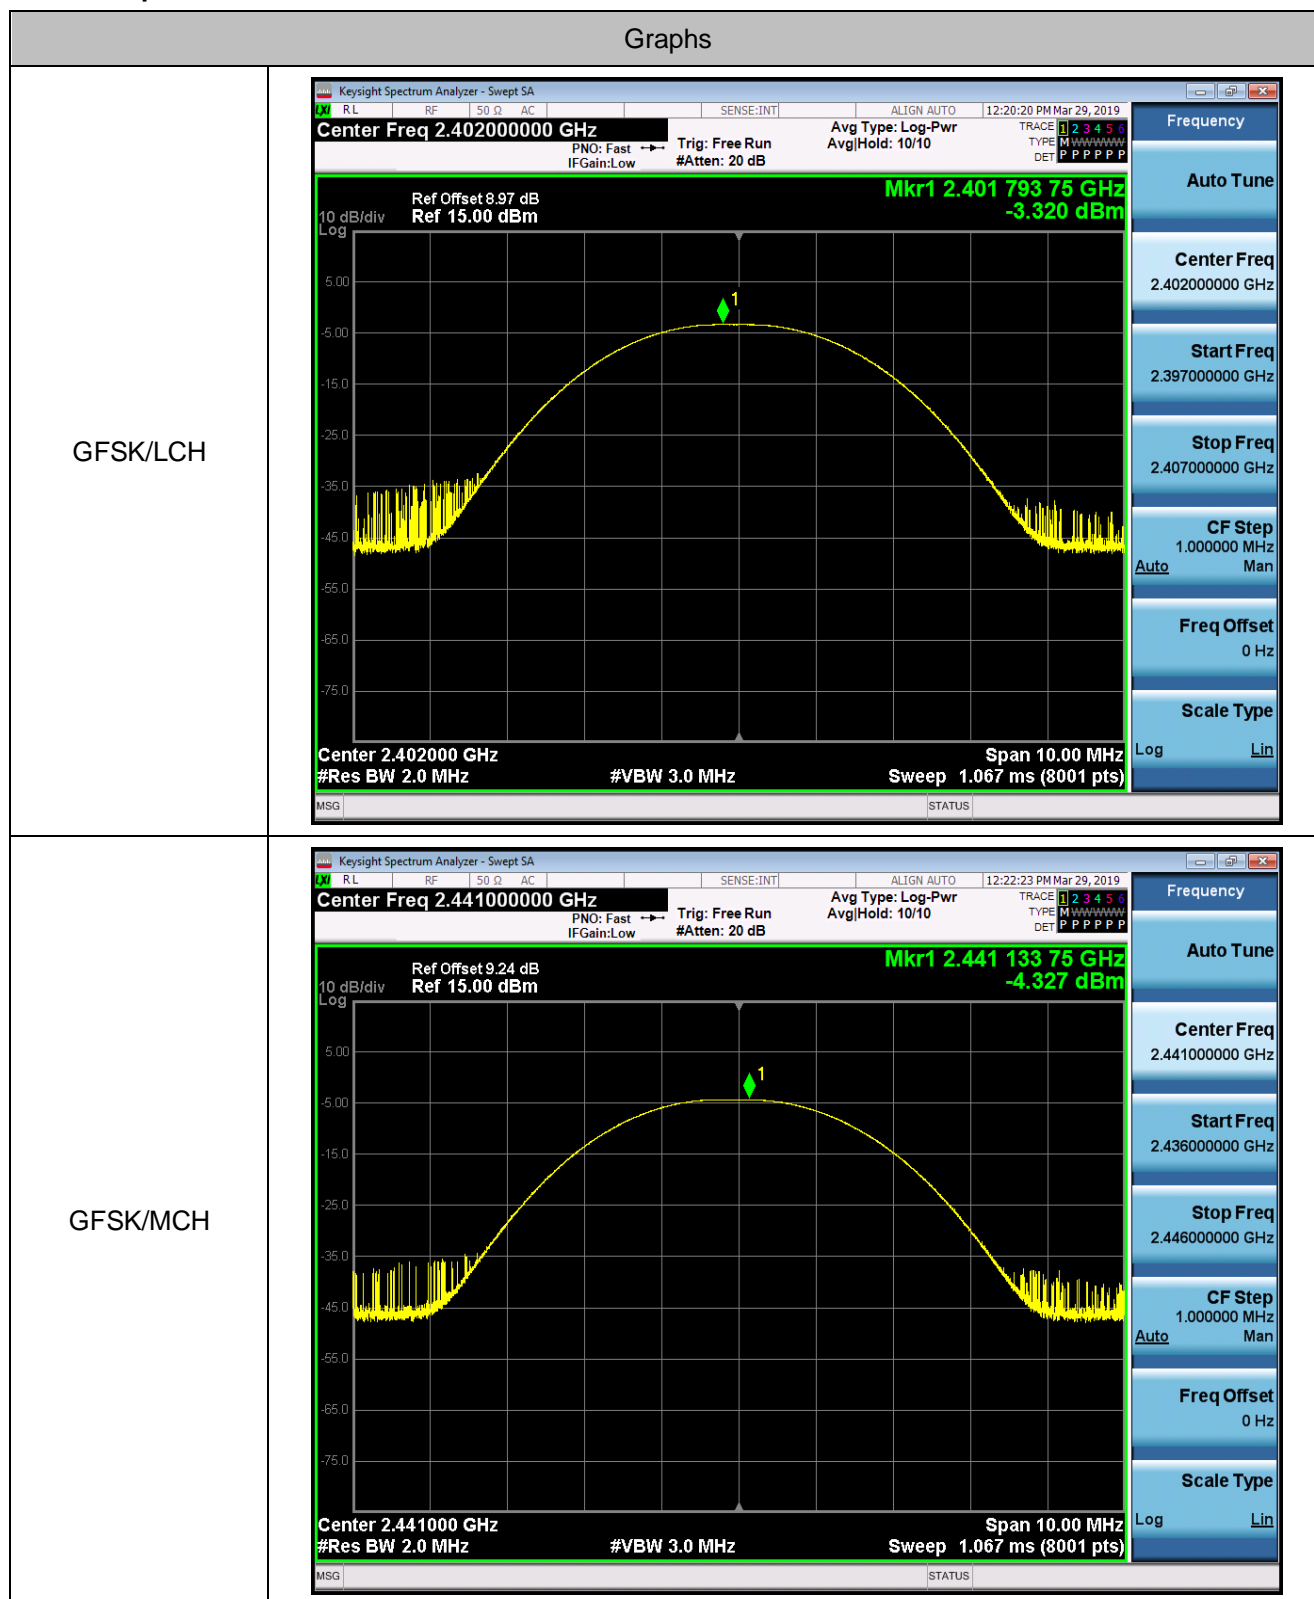 Graphs
GFSK/LCH
Keysight Spectrum Analyzer - Swept SA
LXI RL RF 50 Ω AC SENSE:INT ALIGN AUTO 12:20:20 PM Mar 29, 2019
Center Freq 2.402000000 GHz
PNO: Fast
IFGain:Low
Trig: Free Run
#Atten: 20 dB
Avg Type: Log-Pwr
Avg|Hold: 10/10
TRACE 1 2 3 4 5 6
TYPE M WWWWW
DET P P P P P P
Mkr1 2.401 793 75 GHz
-3.320 dBm
Ref Offset 8.97 dB
10 dB/div Ref 15.00 dBm
Log
1
5.00
-5.00
-15.0
-25.0
-35.0
-45.0
-55.0
-65.0
-75.0
Center 2.402000 GHz Span 10.00 MHz
#Res BW 2.0 MHz #VBW 3.0 MHz Sweep 1.067 ms (8001 pts)
MSG STATUS
Frequency
Auto Tune
Center Freq
2.402000000 GHz
Start Freq
2.397000000 GHz
Stop Freq
2.407000000 GHz
CF Step
1.000000 MHz
Auto Man
Freq Offset
0 Hz
Scale Type
Log Lin
GFSK/MCH
Keysight Spectrum Analyzer - Swept SA
LXI RL RF 50 Ω AC SENSE:INT ALIGN AUTO 12:22:23 PM Mar 29, 2019
Center Freq 2.441000000 GHz
PNO: Fast
IFGain:Low
Trig: Free Run
#Atten: 20 dB
Avg Type: Log-Pwr
Avg|Hold: 10/10
TRACE 1 2 3 4 5 6
TYPE M WWWWW
DET P P P P P P
Mkr1 2.441 133 75 GHz
-4.327 dBm
Ref Offset 9.24 dB
10 dB/div Ref 15.00 dBm
Log
1
5.00
-5.00
-15.0
-25.0
-35.0
-45.0
-55.0
-65.0
-75.0
Center 2.441000 GHz Span 10.00 MHz
#Res BW 2.0 MHz #VBW 3.0 MHz Sweep 1.067 ms (8001 pts)
MSG STATUS
Frequency
Auto Tune
Center Freq
2.441000000 GHz
Start Freq
2.436000000 GHz
Stop Freq
2.446000000 GHz
CF Step
1.000000 MHz
Auto Man
Freq Offset
0 Hz
Scale Type
Log Lin